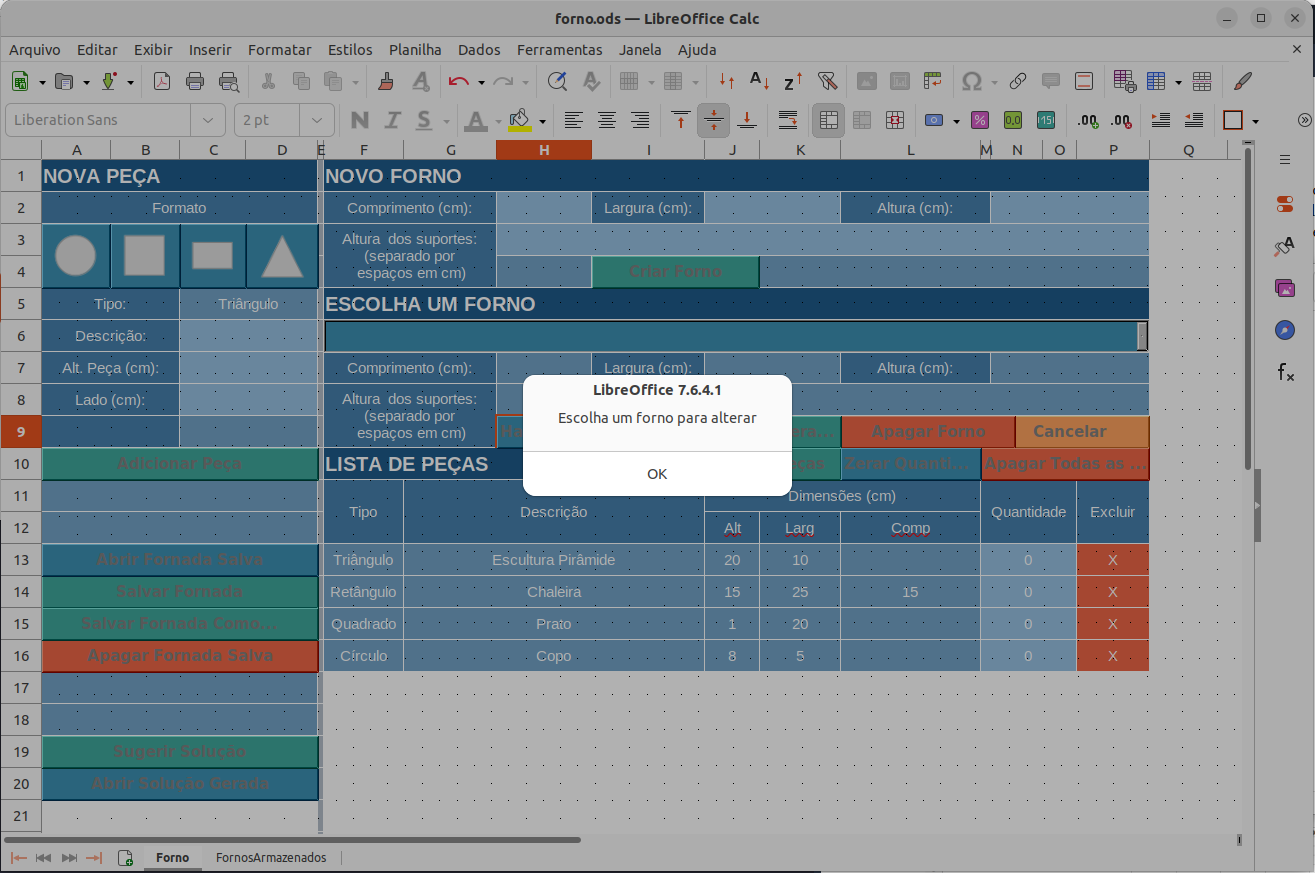 forno.ods — LibreOffice Calc
Arquivo Editar Exibir Inserir Formatar Estilos Planilha Dados Ferramentas Janela Ajuda
Liberation Sans 2 pt
A B C D E F G H I J K L M N O P Q
1 NOVA PEÇA NOVO FORNO
2 Formato Comprimento (cm): Largura (cm): Altura (cm):
3 Altura dos suportes:
(separado por
4 espaços em cm) Criar Forno
5 Tipo: Triângulo ESCOLHA UM FORNO
6 Descrição:
7 Alt. Peça (cm): Comprimento (cm): Largura (cm): Altura (cm):
8 Lado (cm): Altura dos suportes:
(separado por
9 espaços em cm) Apagar Forno Cancelar
10 Adicionar Peça LISTA DE PEÇAS Zerar Quanti... Apagar Todas as ...
11 Tipo Descrição Dimensões (cm) Quantidade Excluir
12 Alt Larg Comp
13 Abrir Fornada Salva Triângulo Escultura Pirâmide 20 10 0 X
14 Salvar Fornada Retângulo Chaleira 15 25 15 0 X
15 Salvar Fornada Como... Quadrado Prato 1 20 0 X
16 Apagar Fornada Salva Círculo Copo 8 5 0 X
17
18
19 Sugerir Solução
20 Abrir Solução Gerada
21
LibreOffice 7.6.4.1
Escolha um forno para alterar
OK
Forno FornosArmazenados